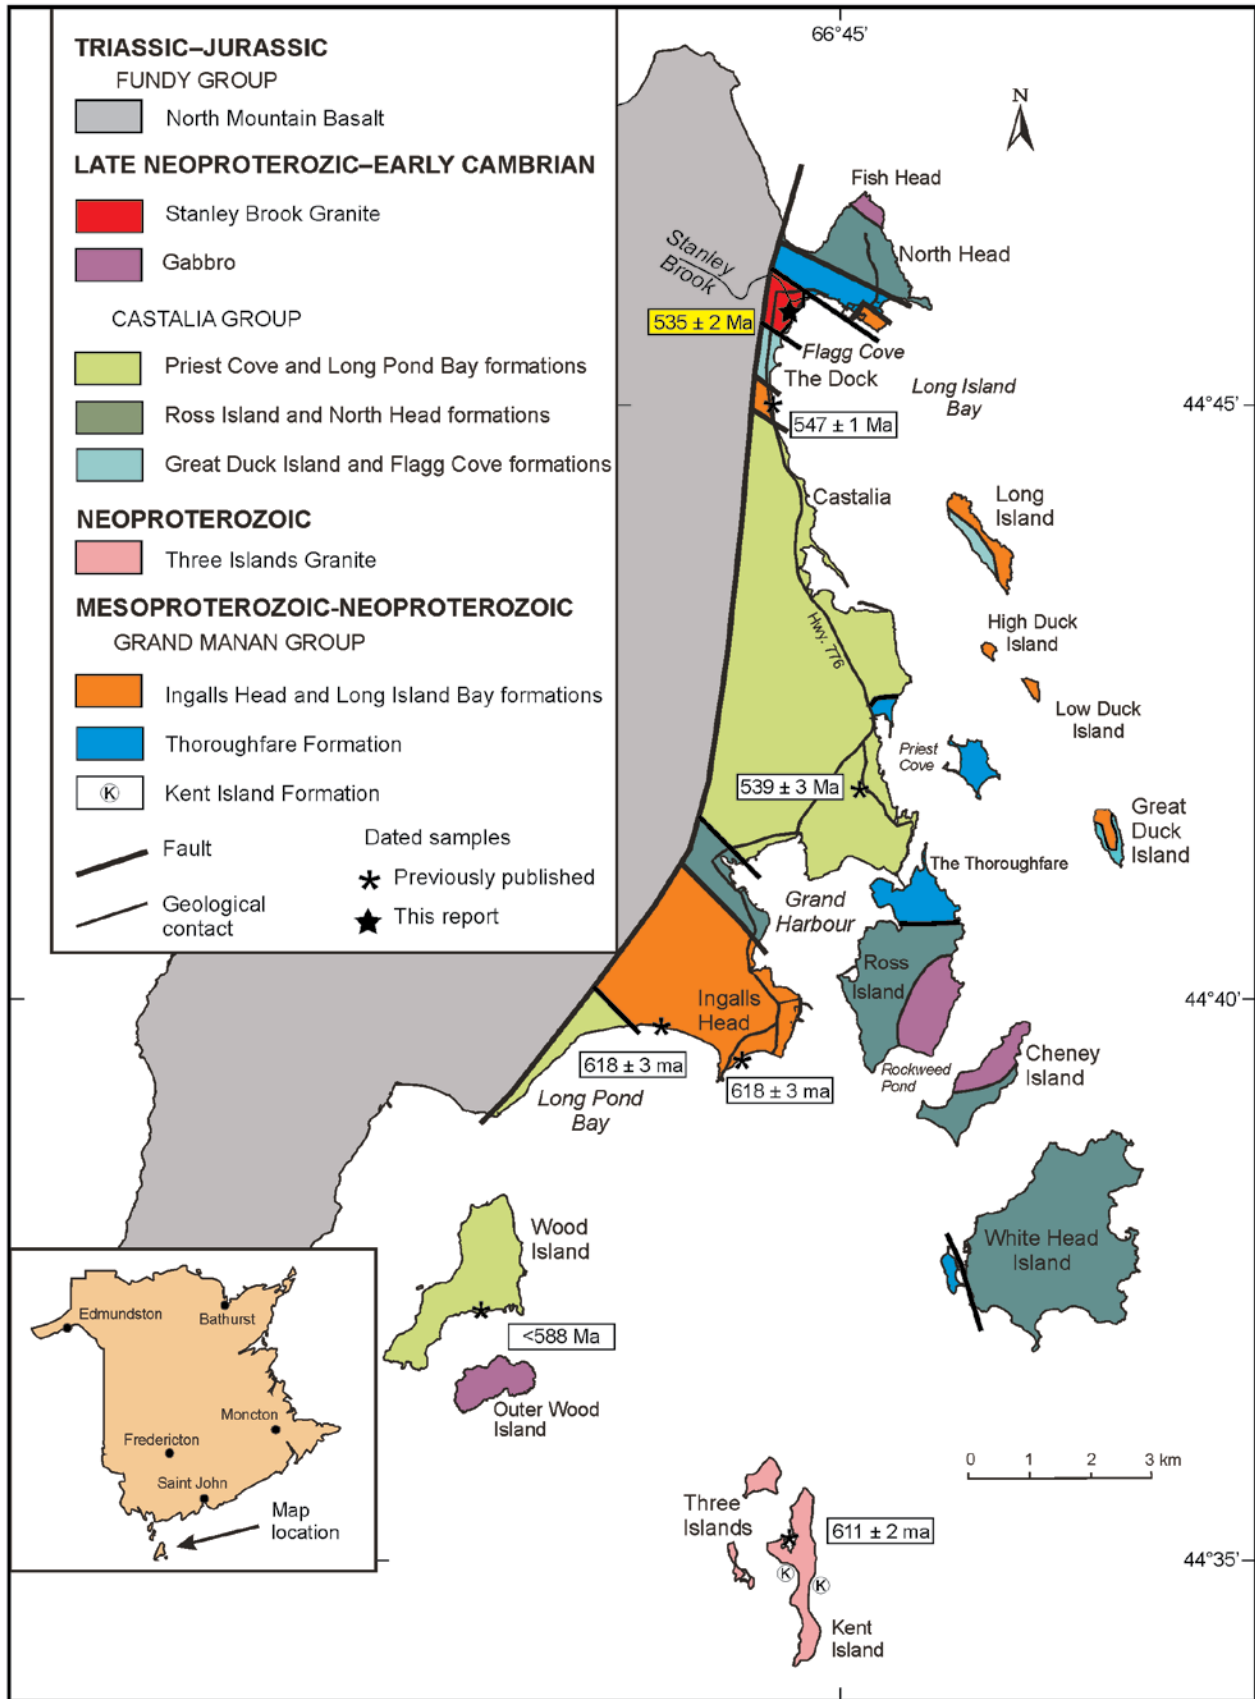 TRIASSIC–JURASSIC
FUNDY GROUP
North Mountain Basalt
LATE NEOPROTEROZIC–EARLY CAMBRIAN
Stanley Brook Granite
Gabbro
CASTALIA GROUP
Priest Cove and Long Pond Bay formations
Ross Island and North Head formations
Great Duck Island and Flagg Cove formations
NEOPROTEROZOIC
Three Islands Granite
MESOPROTEROZOIC-NEOPROTEROZOIC
GRAND MANAN GROUP
Ingalls Head and Long Island Bay formations
Thoroughfare Formation
K
Kent Island Formation
Fault
Geological
contact
Dated samples
Previously published
This report
66°45'
N
Fish Head
North Head
Stanley
Brook
535 ± 2 Ma
Flagg Cove
The Dock
Long Island
Bay
44°45'
547 ± 1 Ma
Castalia
Long
Island
Hwy. 776
High Duck
Island
Low Duck
Island
Priest
Cove
539 ± 3 Ma
Great
Duck
Island
The Thoroughfare
Grand
Harbour
Ross
Island
Ingalls
Head
44°40'
618 ± 3 ma
618 ± 3 ma
Rockweed
Pond
Cheney
Island
Long Pond
Bay
Wood
Island
White Head
Island
<588 Ma
Outer Wood
Island
Edmundston
Bathurst
Moncton
Fredericton
Saint John
Map
location
0 1 2 3 km
Three
Islands
611 ± 2 ma
K
K
44°35'
Kent
Island